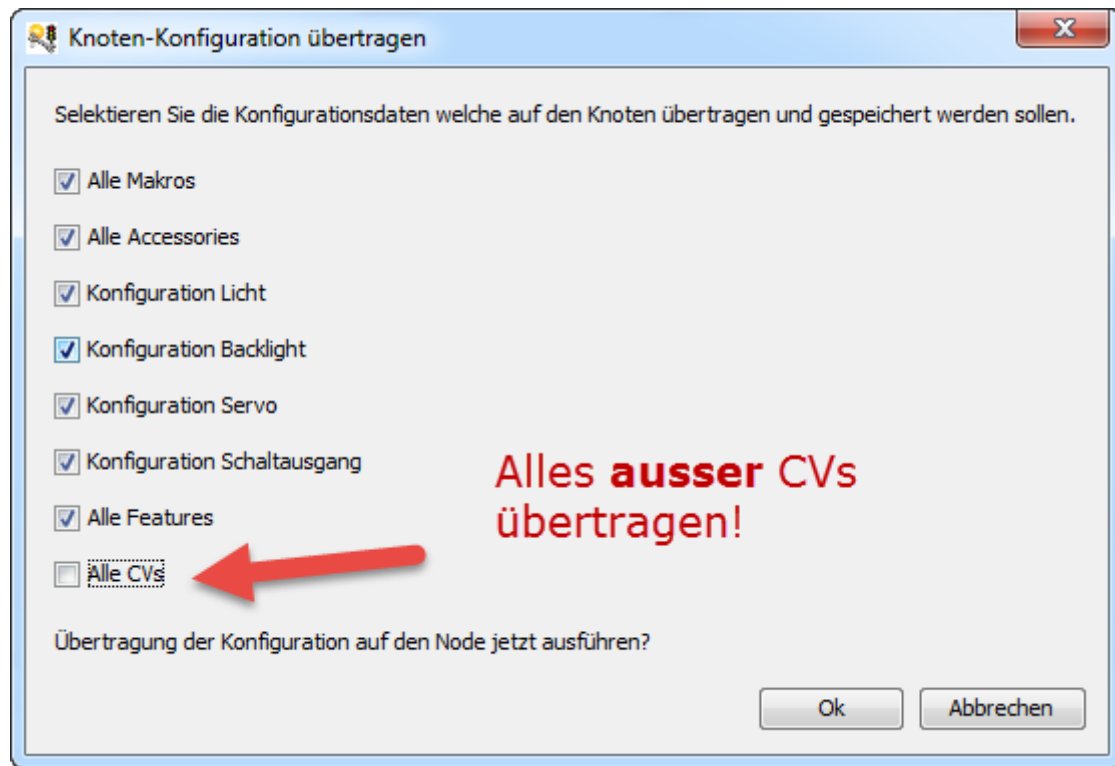 Knoten-Konfiguration übertragen
Selektieren Sie die Konfigurationsdaten welche auf den Knoten übertragen und gespeichert werden sollen.
Alle Makros
Alle Accessories
Konfiguration Licht
Konfiguration Backlight
Konfiguration Servo
Konfiguration Schaltausgang
Alle Features
Alle CVs
Alles ausser CVs
übertragen!
Übertragung der Konfiguration auf den Node jetzt ausführen?
Ok
Abbrechen